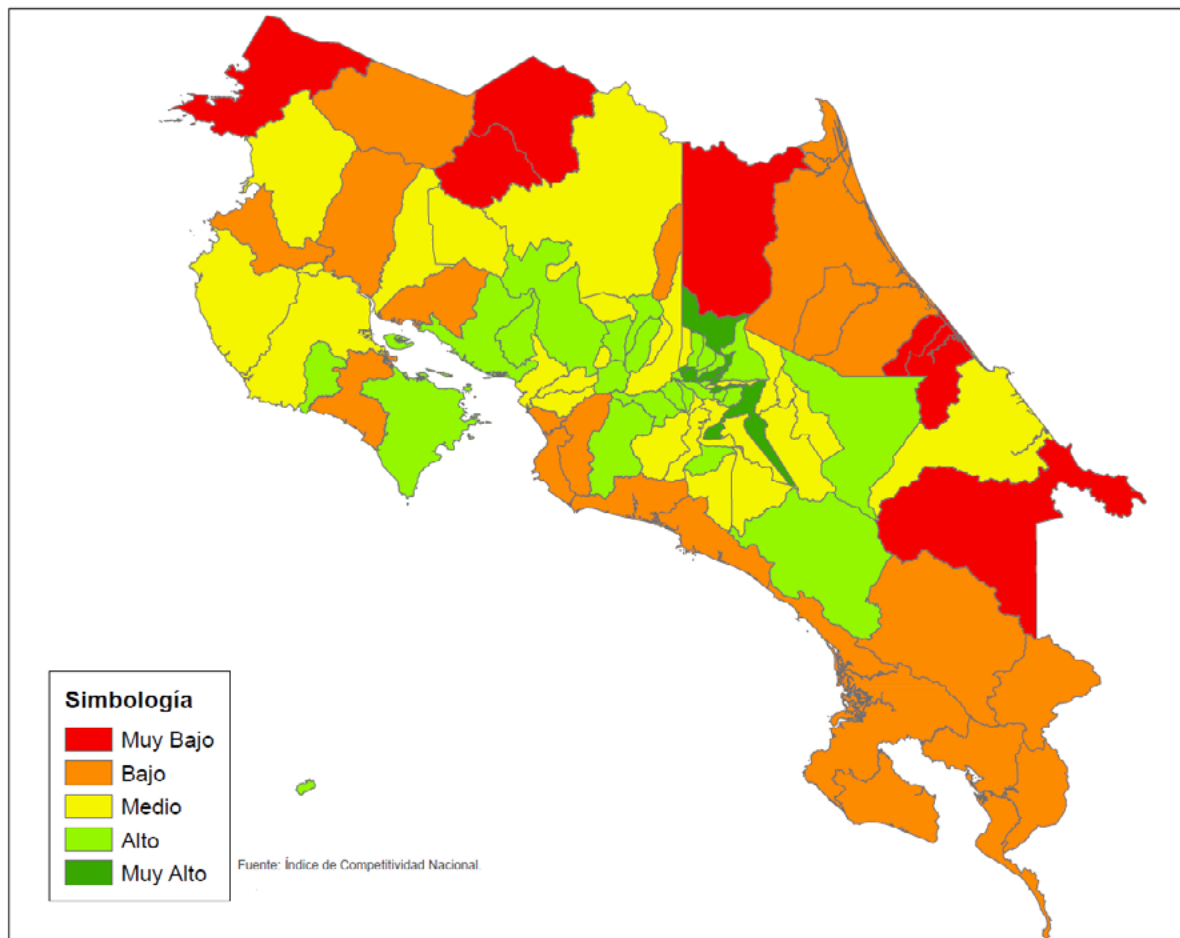 Simbología
Muy Bajo
Bajo
Medio
Alto
Muy Alto
Fuente: Índice de Competitividad Nacional.